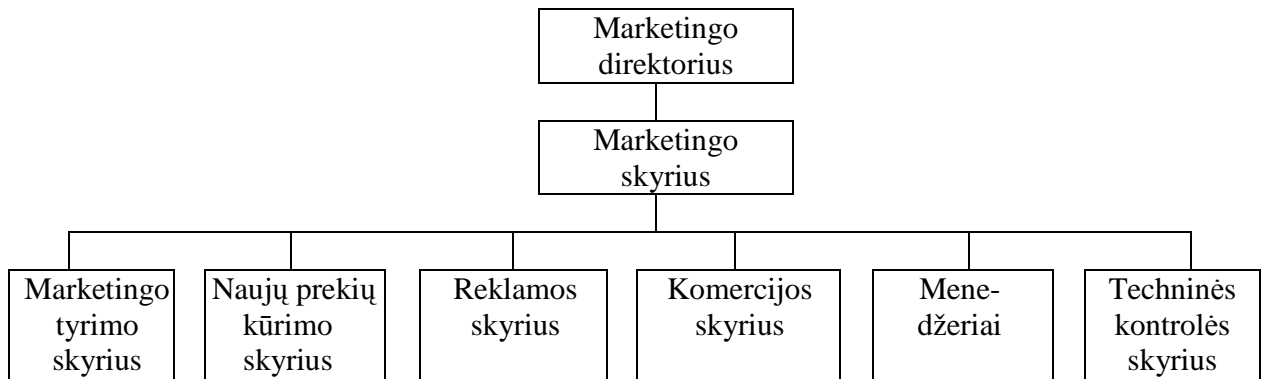 Marketingo
direktorius
Marketingo
skyrius
Marketingo
tyrimo
skyrius
Naujų prekių
kūrimo
skyrius
Reklamos
skyrius
Komercijos
skyrius
Mene-
džeriai
Techninės
kontrolės
skyrius